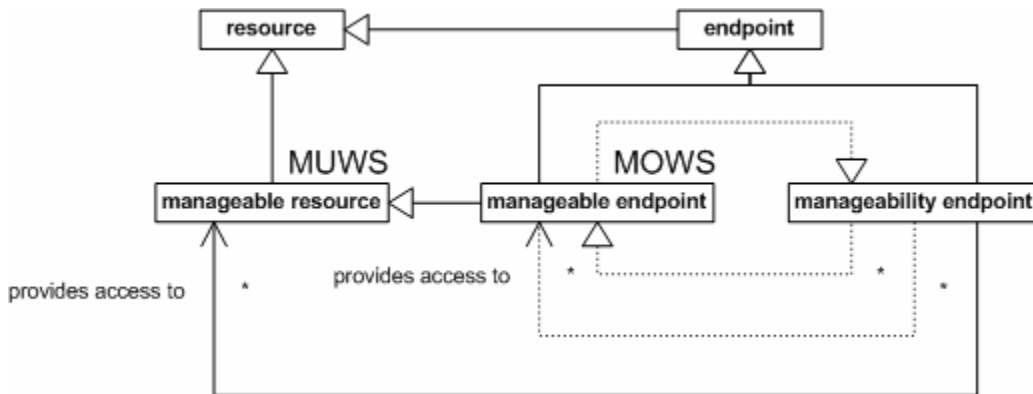 resource
endpoint
MUWS
MOWS
manageable resource
manageable endpoint
manageability endpoint
provides access to
*
provides access to
*
*
*